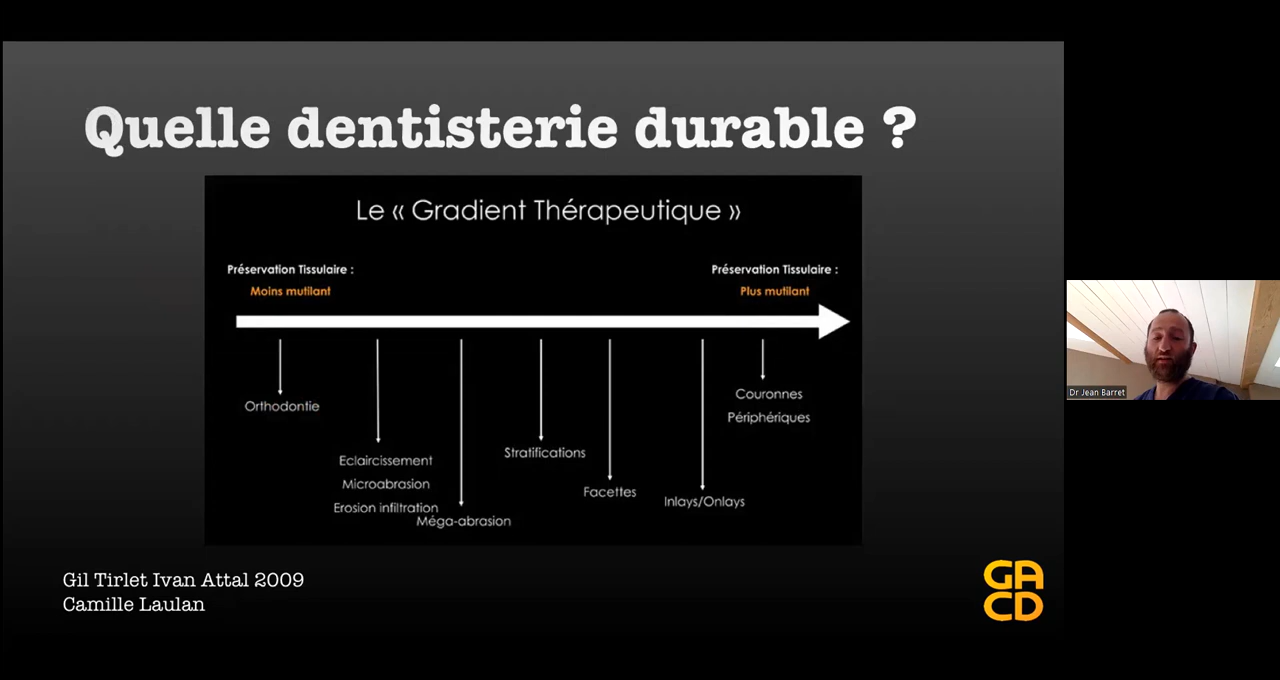 Quelle dentisterie durable ?
Le « Gradient Thérapeutique »
Préservation Tissulaire :
Moins mutilant
Préservation Tissulaire :
Plus mutilant
Orthodontie
Eclaircissement
Microabrasion
Erosion infiltration
Méga-abrasion
Stratifications
Facettes
Inlays/Onlays
Couronnes
Périphériques
Gil Tirlet Ivan Attal 2009
Camille Laulan
GA
CD
Dr Jean Barret